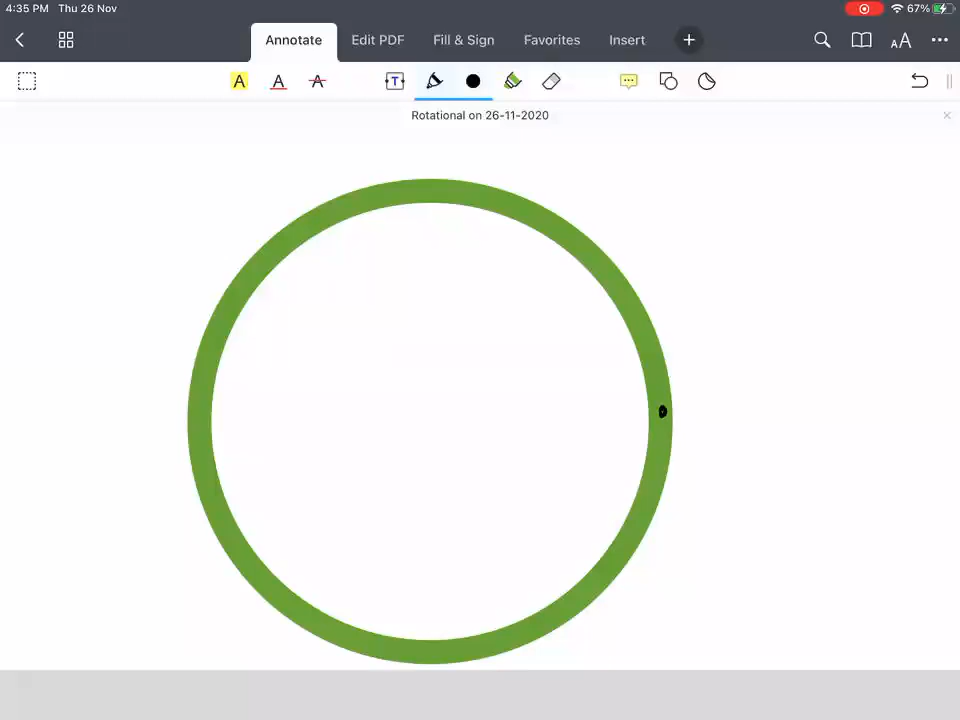 4:35 PM Thu 26 Nov 67%
Annotate Edit PDF Fill & Sign Favorites Insert
A A A T AA
Rotational on 26-11-2020